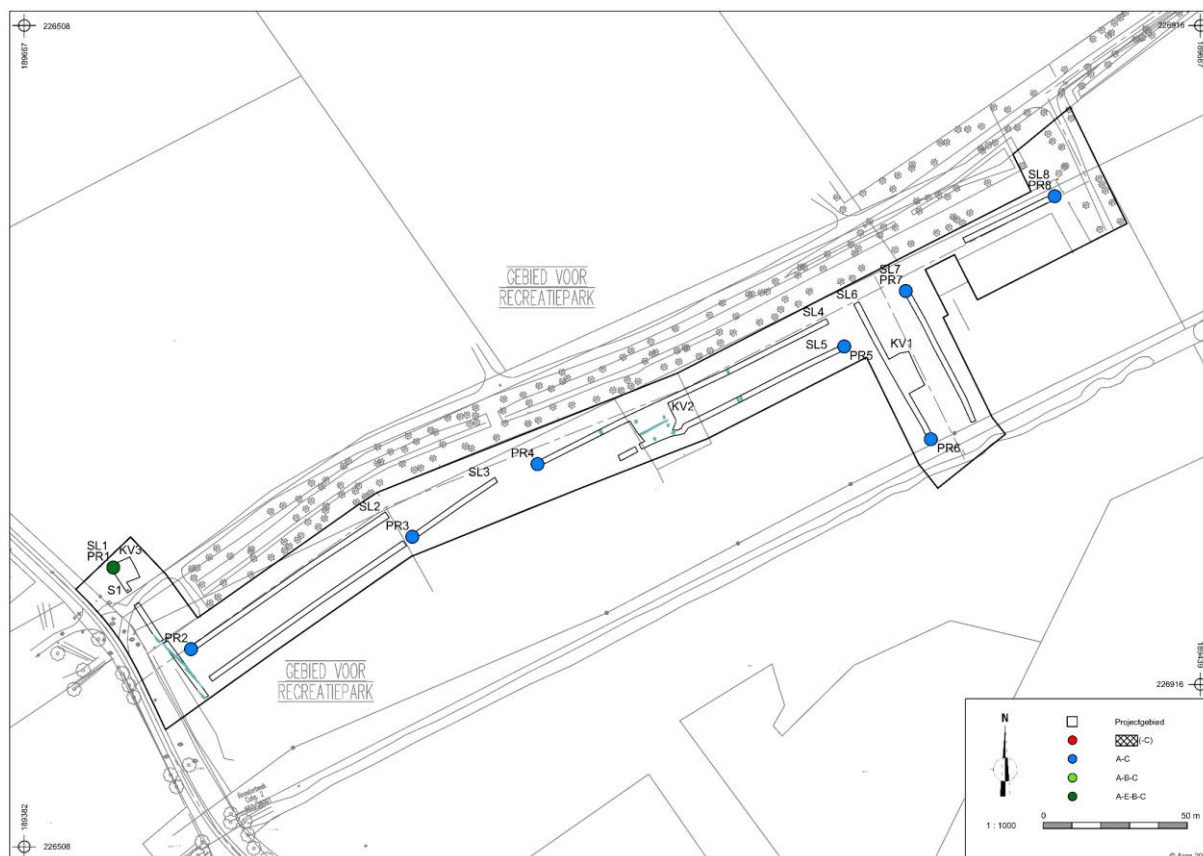 226508
226916
189667
189667
SL8
PR8
GEBIED VOOR
RECREATIEPARK
SL7
PR7
SL6
SL4
SL5
PR5
KV1
KV2
PR6
PR4
SL3
SL2
PR3
SL1
PR1
KV3
S1
PR2
GEBIED VOOR
RECREATIEPARK
189439
226916
N
Projectgebied
(-C)
A-C
A-B-C
A-E-B-C
0 50 m
1 : 1000
189382
226508